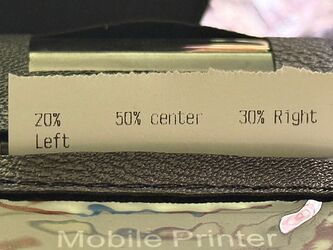 20% 50% center 30% Right
Left
Mobile Printer